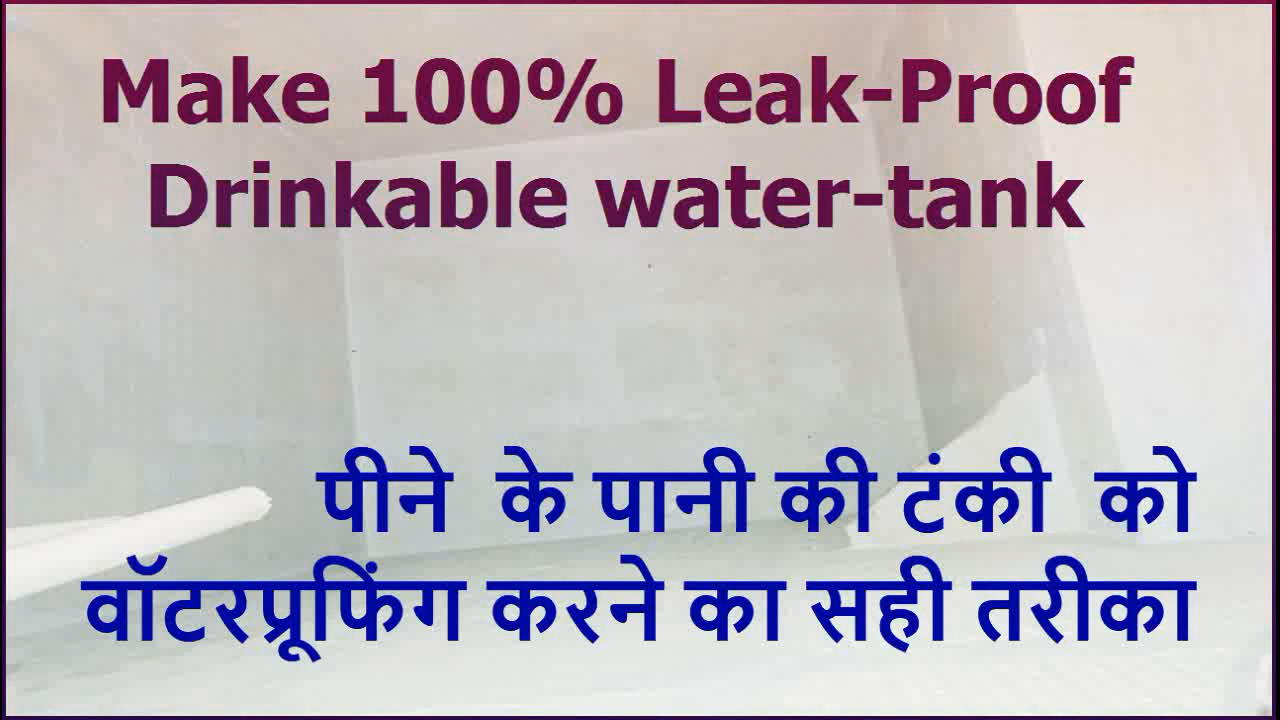 Make 100% Leak-Proof
Drinkable water-tank
पीने के पानी की टंकी को
वॉटरप्रूफिंग करने का सही तरीका